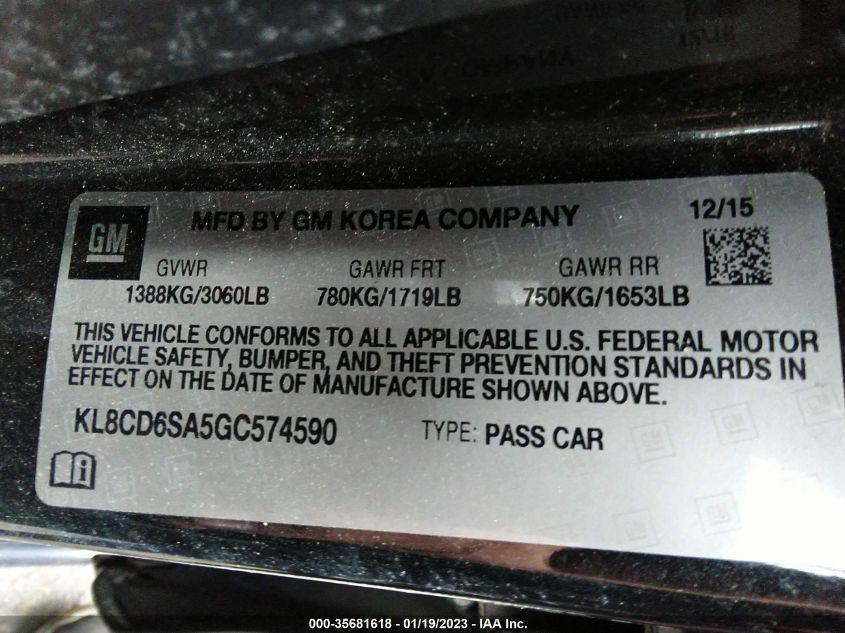 GM MFD BY GM KOREA COMPANY 12/15
GVWR GAWR FRT GAWR RR
1388KG/3060LB 780KG/1719LB 750KG/1653LB
THIS VEHICLE CONFORMS TO ALL APPLICABLE U.S. FEDERAL MOTOR
VEHICLE SAFETY, BUMPER, AND THEFT PREVENTION STANDARDS IN
EFFECT ON THE DATE OF MANUFACTURE SHOWN ABOVE.
KL8CD6SA5GC574590 TYPE: PASS CAR
000-35681618 - 01/19/2023 - IAA Inc.